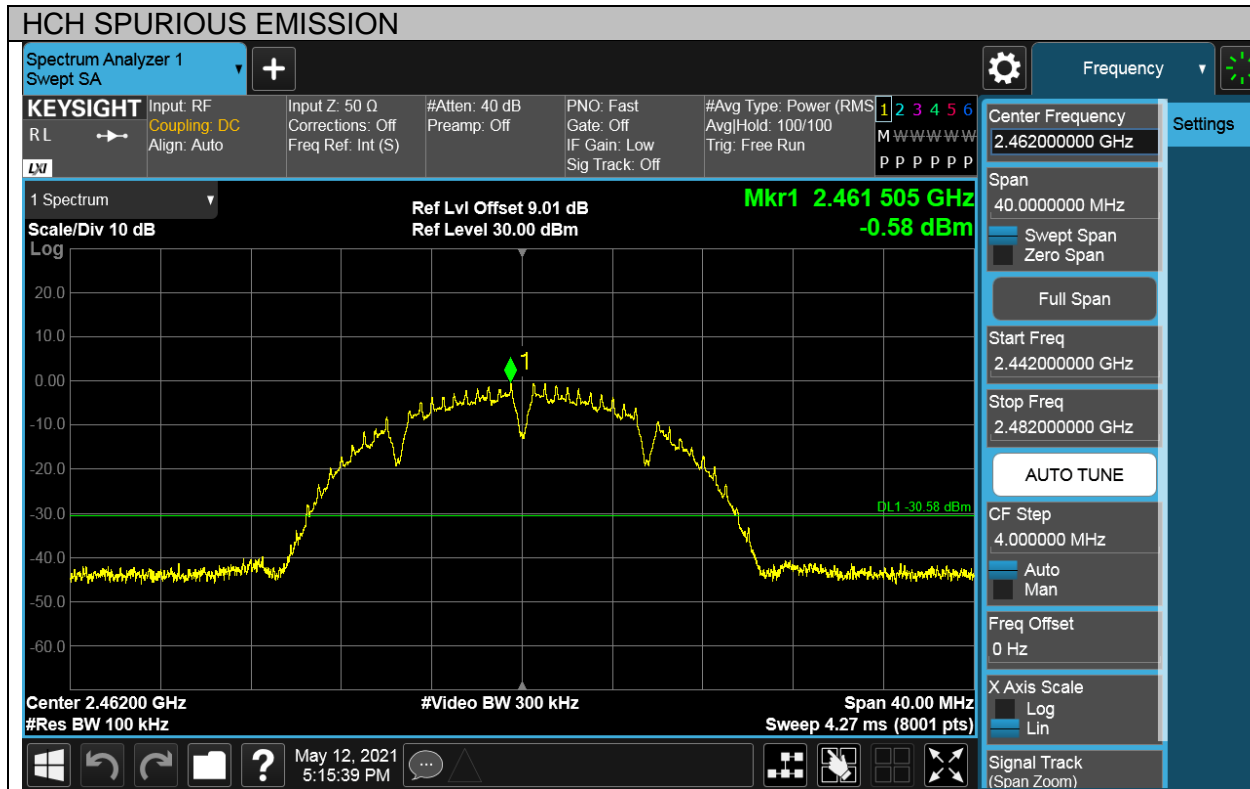 HCH SPURIOUS EMISSION
Spectrum Analyzer 1
Swept SA
+
Frequency
KEYSIGHT
RL
LXI
Input: RF
Coupling: DC
Align: Auto
Input Z: 50 Ω
Corrections: Off
Freq Ref: Int (S)
#Atten: 40 dB
Preamp: Off
PNO: Fast
Gate: Off
IF Gain: Low
Sig Track: Off
#Avg Type: Power (RMS
Avg|Hold: 100/100
Trig: Free Run
1 2 3 4 5 6
M W W W W W
P P P P P P
1 Spectrum
Scale/Div 10 dB
Log
Ref Lvl Offset 9.01 dB
Ref Level 30.00 dBm
Mkr1 2.461 505 GHz
-0.58 dBm
20.0
10.0
0.00
-10.0
-20.0
-30.0
-40.0
-50.0
-60.0
1
DL1 -30.58 dBm
Center 2.46200 GHz
#Res BW 100 kHz
#Video BW 300 kHz
Span 40.00 MHz
Sweep 4.27 ms (8001 pts)
?
May 12, 2021
5:15:39 PM
Center Frequency
2.462000000 GHz
Settings
Span
40.0000000 MHz
Swept Span
Zero Span
Full Span
Start Freq
2.442000000 GHz
Stop Freq
2.482000000 GHz
AUTO TUNE
CF Step
4.000000 MHz
Auto
Man
Freq Offset
0 Hz
X Axis Scale
Log
Lin
Signal Track
(Span Zoom)